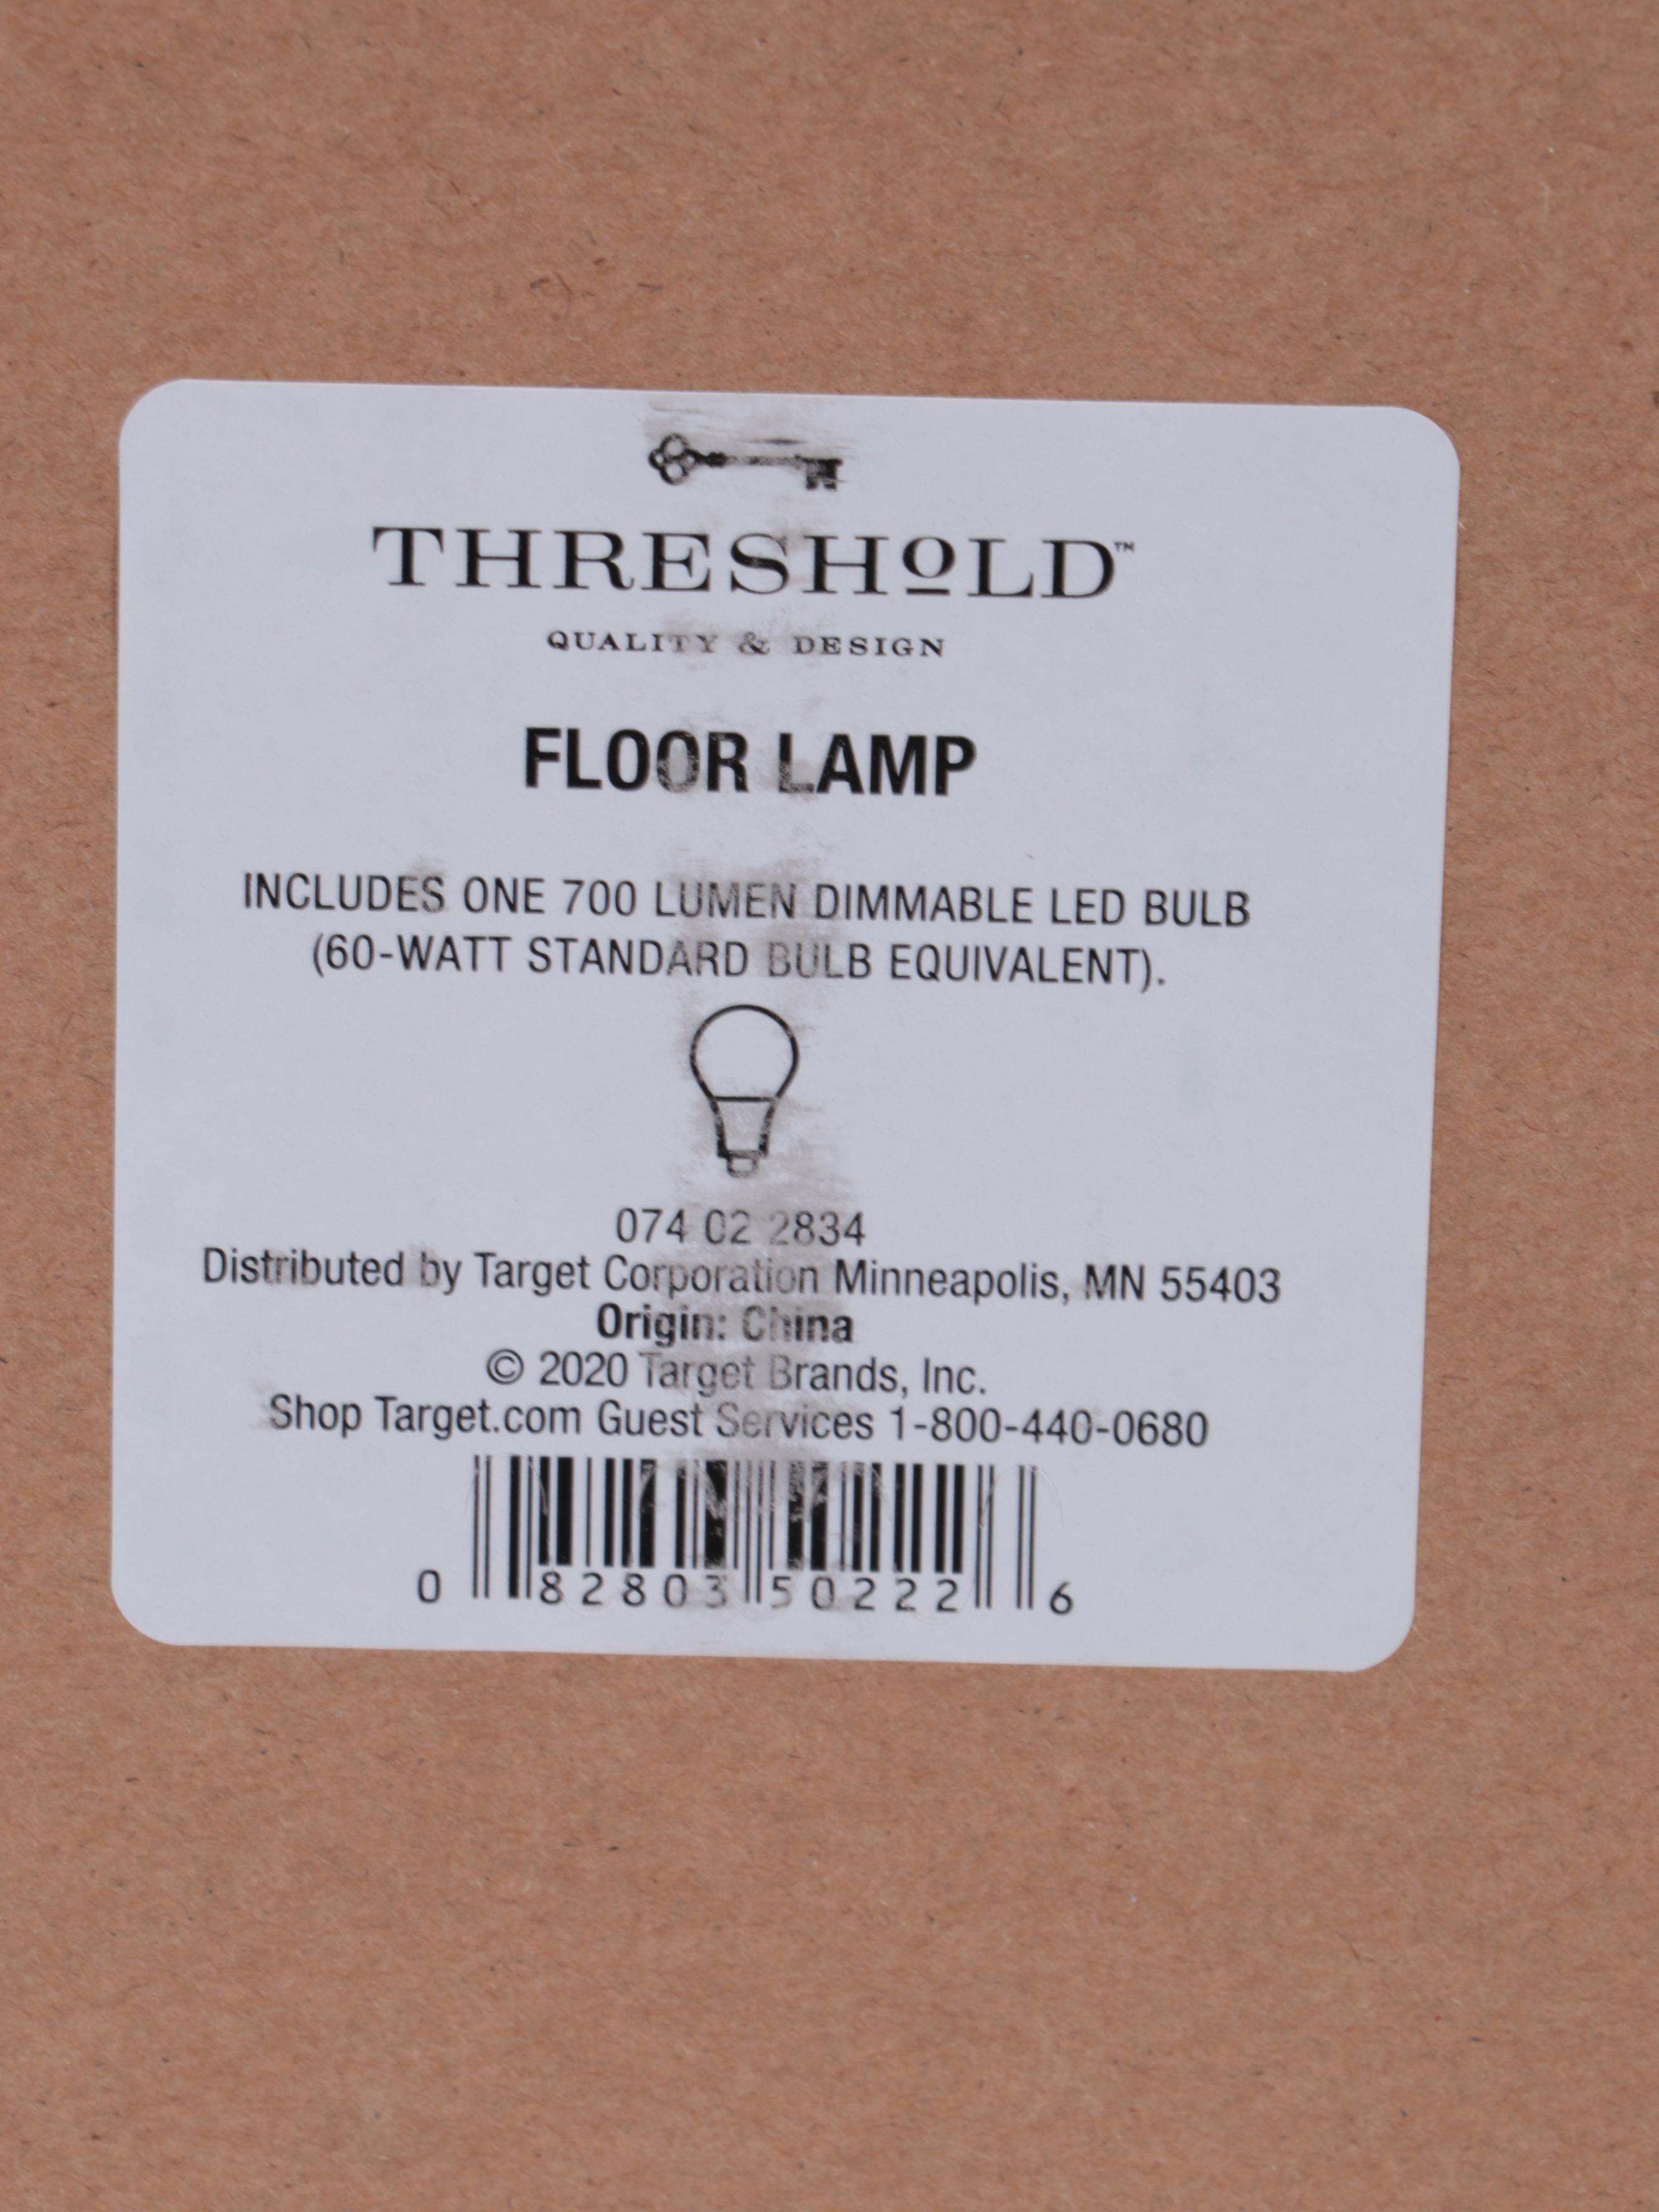 THRESHOLD™
QUALITY & DESIGN
FLOOR LAMP
INCLUDES ONE 700 LUMEN DIMMABLE LED BULB
(60-WATT STANDARD BULB EQUIVALENT).
074 02 2834
Distributed by Target Corporation Minneapolis, MN 55403
Origin: China
© 2020 Target Brands, Inc.
Shop Target.com Guest Services 1-800-440-0680
0 82803 50222 6